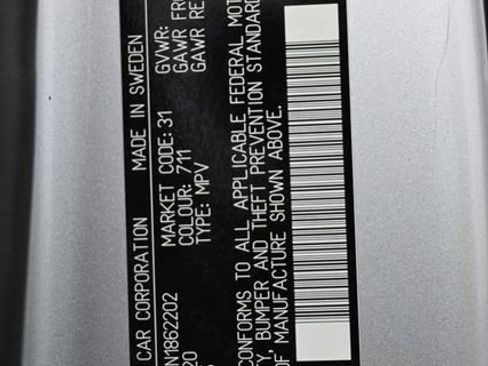 CAR CORPORATION MADE IN SWEDEN
GVWR:
GAWR FR
GAWR RE
N1862202 MARKET CODE: 31
20 COLOUR: 711
TYPE: MPV
CONFORMS TO ALL APPLICABLE FEDERAL MOT
TY, BUMPER AND THEFT PREVENTION STANDARD
OF MANUFACTURE SHOWN ABOVE.